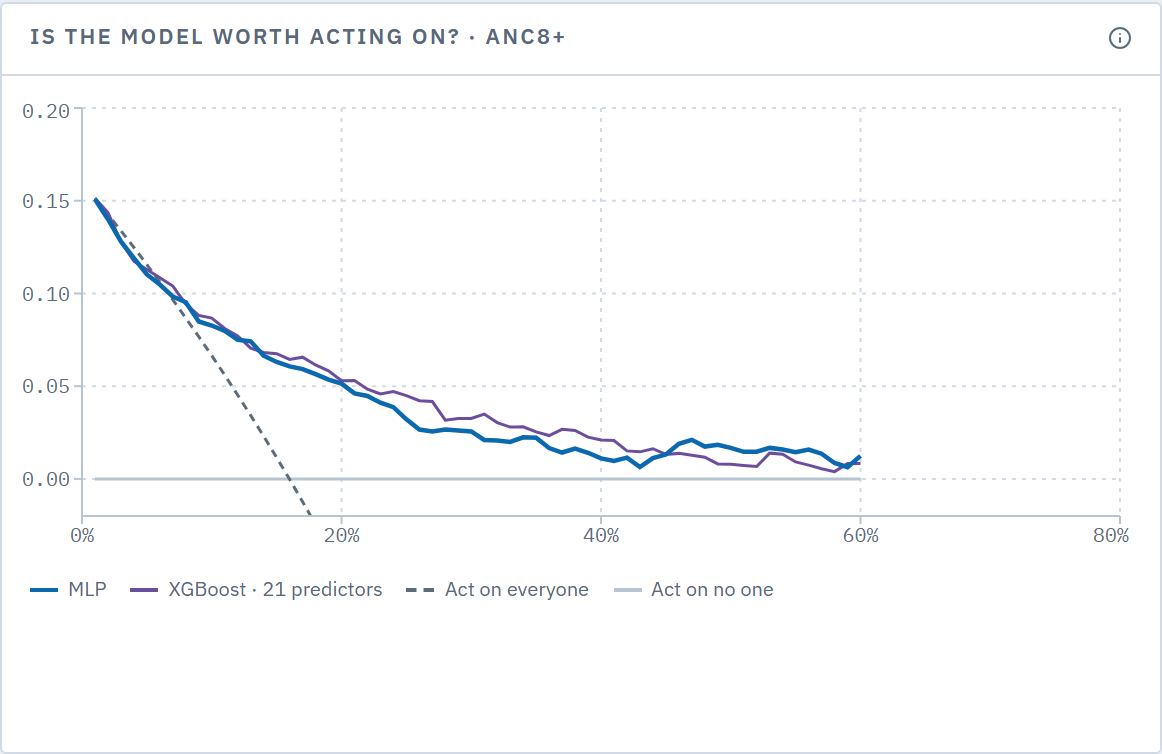 IS THE MODEL WORTH ACTING ON? · ANC8+
0.20
0.15
0.10
0.05
0.00
0% 20% 40% 60% 80%
MLP XGBoost · 21 predictors Act on everyone Act on no one